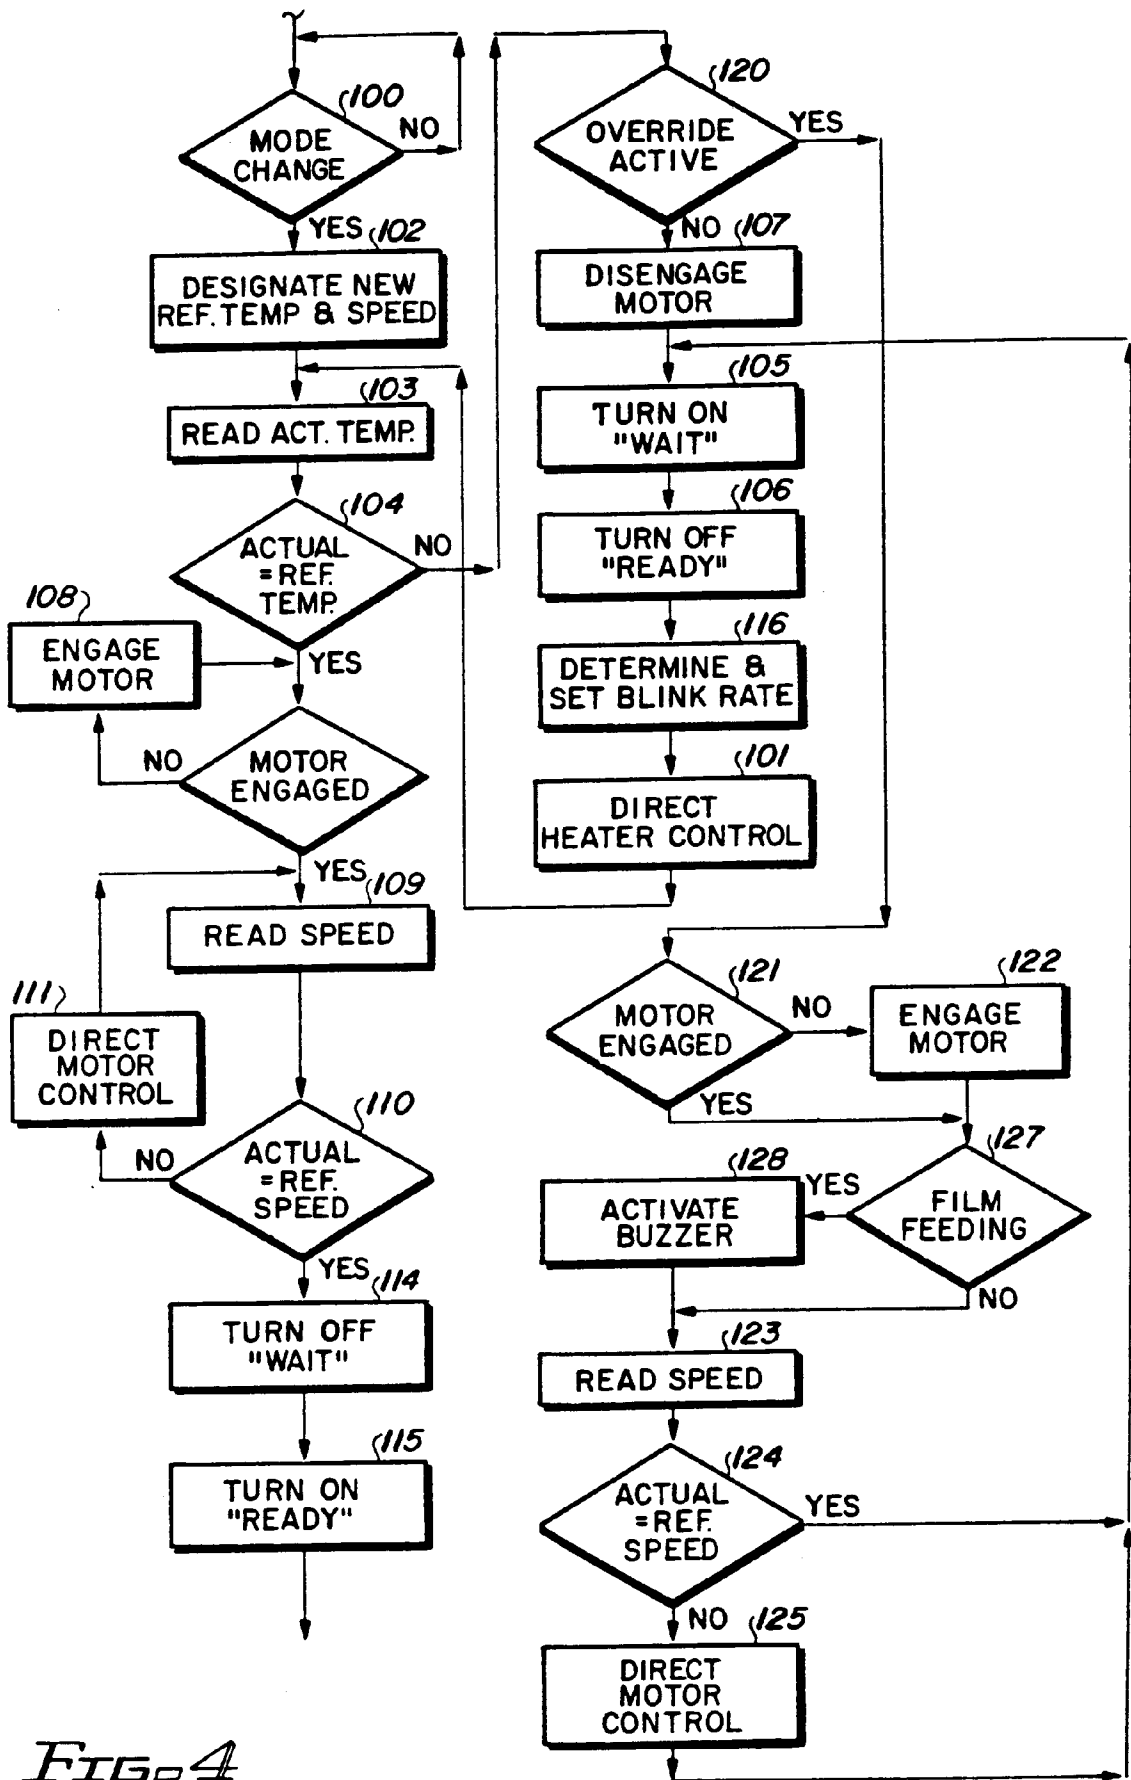 100
MODE
CHANGE
NO
YES
102
DESIGNATE NEW
REF. TEMP & SPEED
103
READ ACT. TEMP.
104
ACTUAL
=REF.
TEMP.
NO
YES
108
ENGAGE
MOTOR
MOTOR
ENGAGED
NO
YES
109
READ SPEED
111
DIRECT
MOTOR
CONTROL
110
ACTUAL
=REF.
SPEED
NO
YES
114
TURN OFF
"WAIT"
115
TURN ON
"READY"
120
OVERRIDE
ACTIVE
YES
NO
107
DISENGAGE
MOTOR
105
TURN ON
"WAIT"
106
TURN OFF
"READY"
116
DETERMINE &
SET BLINK RATE
101
DIRECT
HEATER CONTROL
121
MOTOR
ENGAGED
NO
YES
122
ENGAGE
MOTOR
127
FILM
FEEDING
YES
NO
128
ACTIVATE
BUZZER
123
READ SPEED
124
ACTUAL
=REF.
SPEED
YES
NO
125
DIRECT
MOTOR
CONTROL
FIG. 4